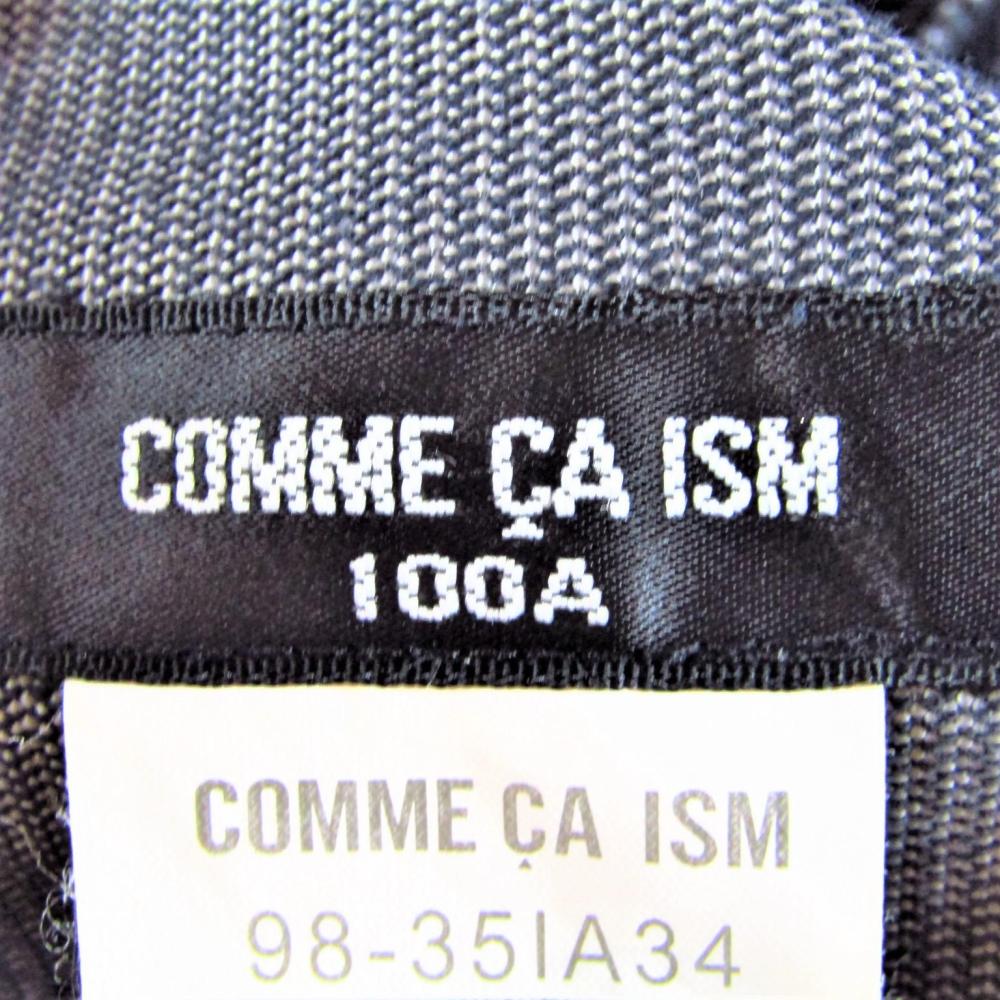 COMME ÇA ISM
100A
COMME ÇA ISM
98-35IA34